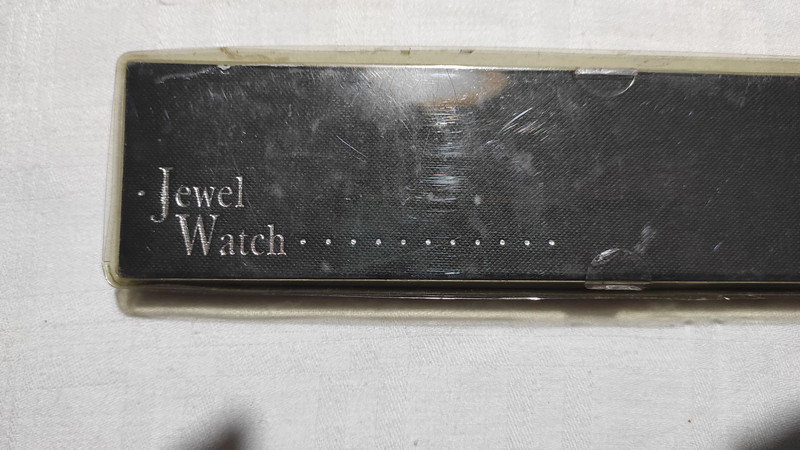 Jewel
Watch . . . . . . . . . . .